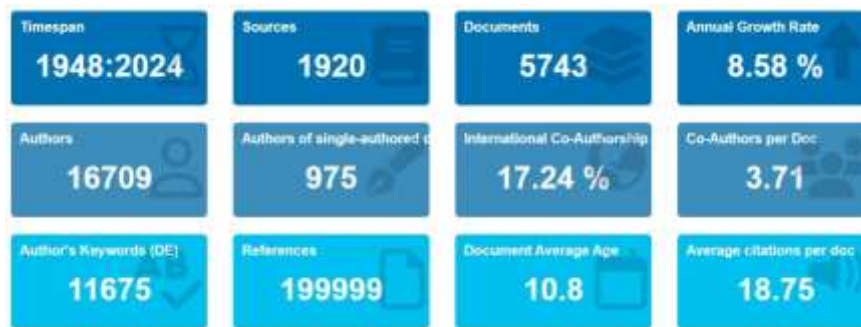 Timespan
1948:2024
Sources
1920
Documents
5743
Annual Growth Rate
8.58 %
Authors
16709
Authors of single-authored
975
International Co-Authorship
17.24 %
Co-Authors per Doc
3.71
Author's Keywords (DE)
11675
References
199999
Document Average Age
10.8
Average citations per doc
18.75